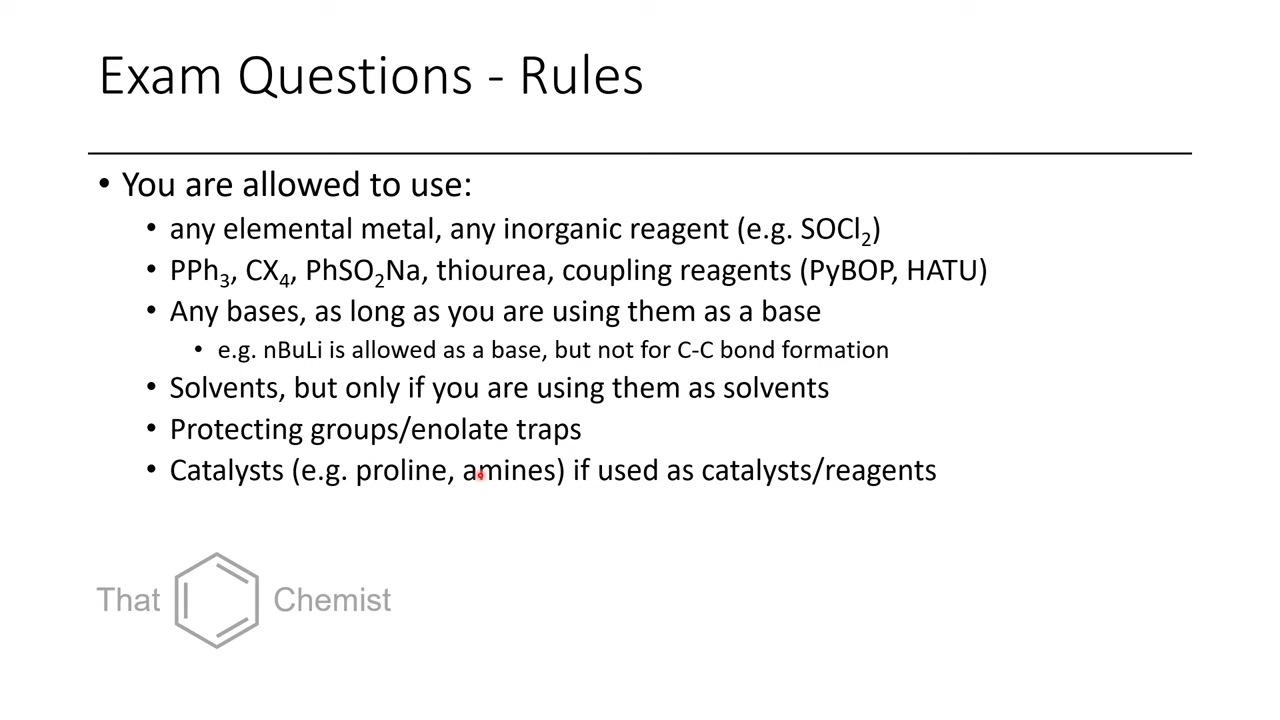 Exam Questions - Rules
• You are allowed to use:
• any elemental metal, any inorganic reagent (e.g. SOCl₂)
• PPh₃, CX₄, PhSO₂Na, thiourea, coupling reagents (PyBOP, HATU)
• Any bases, as long as you are using them as a base
• e.g. nBuLi is allowed as a base, but not for C-C bond formation
• Solvents, but only if you are using them as solvents
• Protecting groups/enolate traps
• Catalysts (e.g. proline, amines) if used as catalysts/reagents
That Chemist